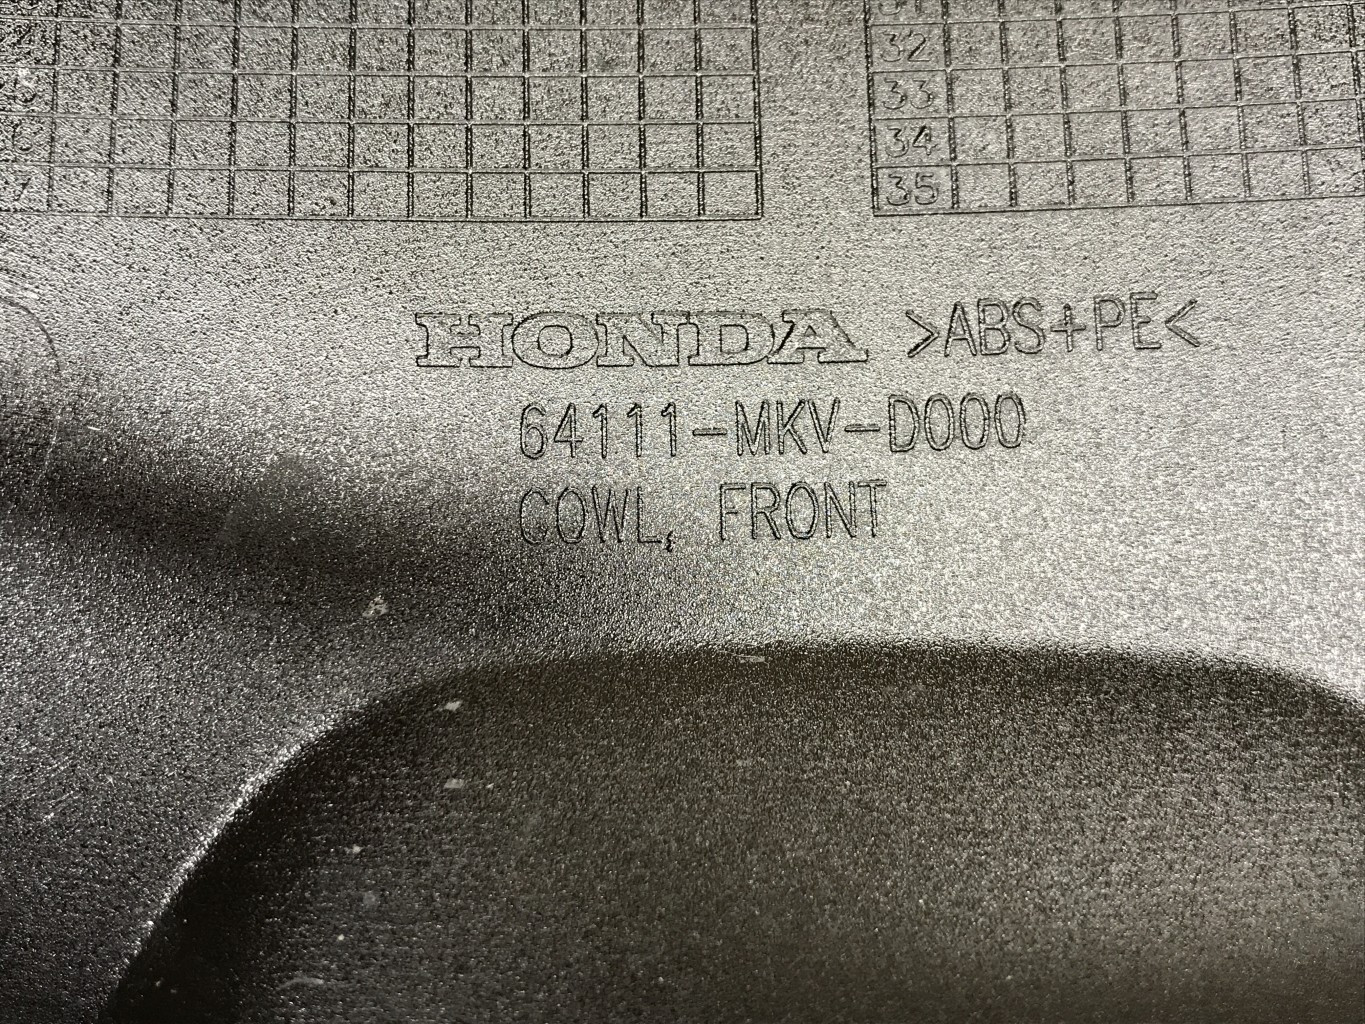 32
33
34
35
HONDA >ABS+PE<
64111-MKV-D000
COWL, FRONT